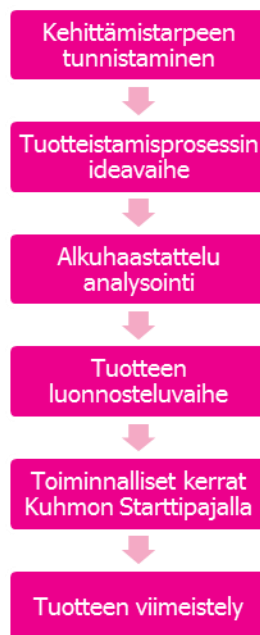 Kehittämistarpeen
tunnistaminen
Tuotteistamisprosessin
ideavaihe
Alkuhaastattelu
analysointi
Tuotteen
luonnosteluvaihe
Toiminnalliset kerrat
Kuhmon Starttipajalla
Tuotteen viimeistely